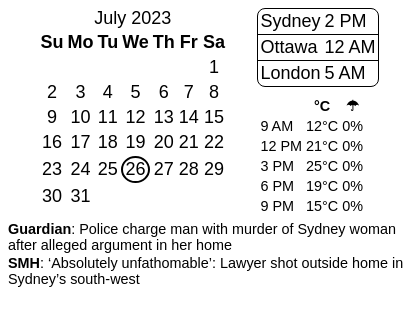 July 2023
Su Mo Tu We Th Fr Sa
1
2 3 4 5 6 7 8
9 10 11 12 13 14 15
16 17 18 19 20 21 22
23 24 25 26 27 28 29
30 31
Sydney 2 PM
Ottawa 12 AM
London 5 AM
°C ☂
9 AM 12°C 0%
12 PM 21°C 0%
3 PM 25°C 0%
6 PM 19°C 0%
9 PM 15°C 0%
Guardian: Police charge man with murder of Sydney woman
after alleged argument in her home
SMH: ‘Absolutely unfathomable’: Lawyer shot outside home in
Sydney’s south-west